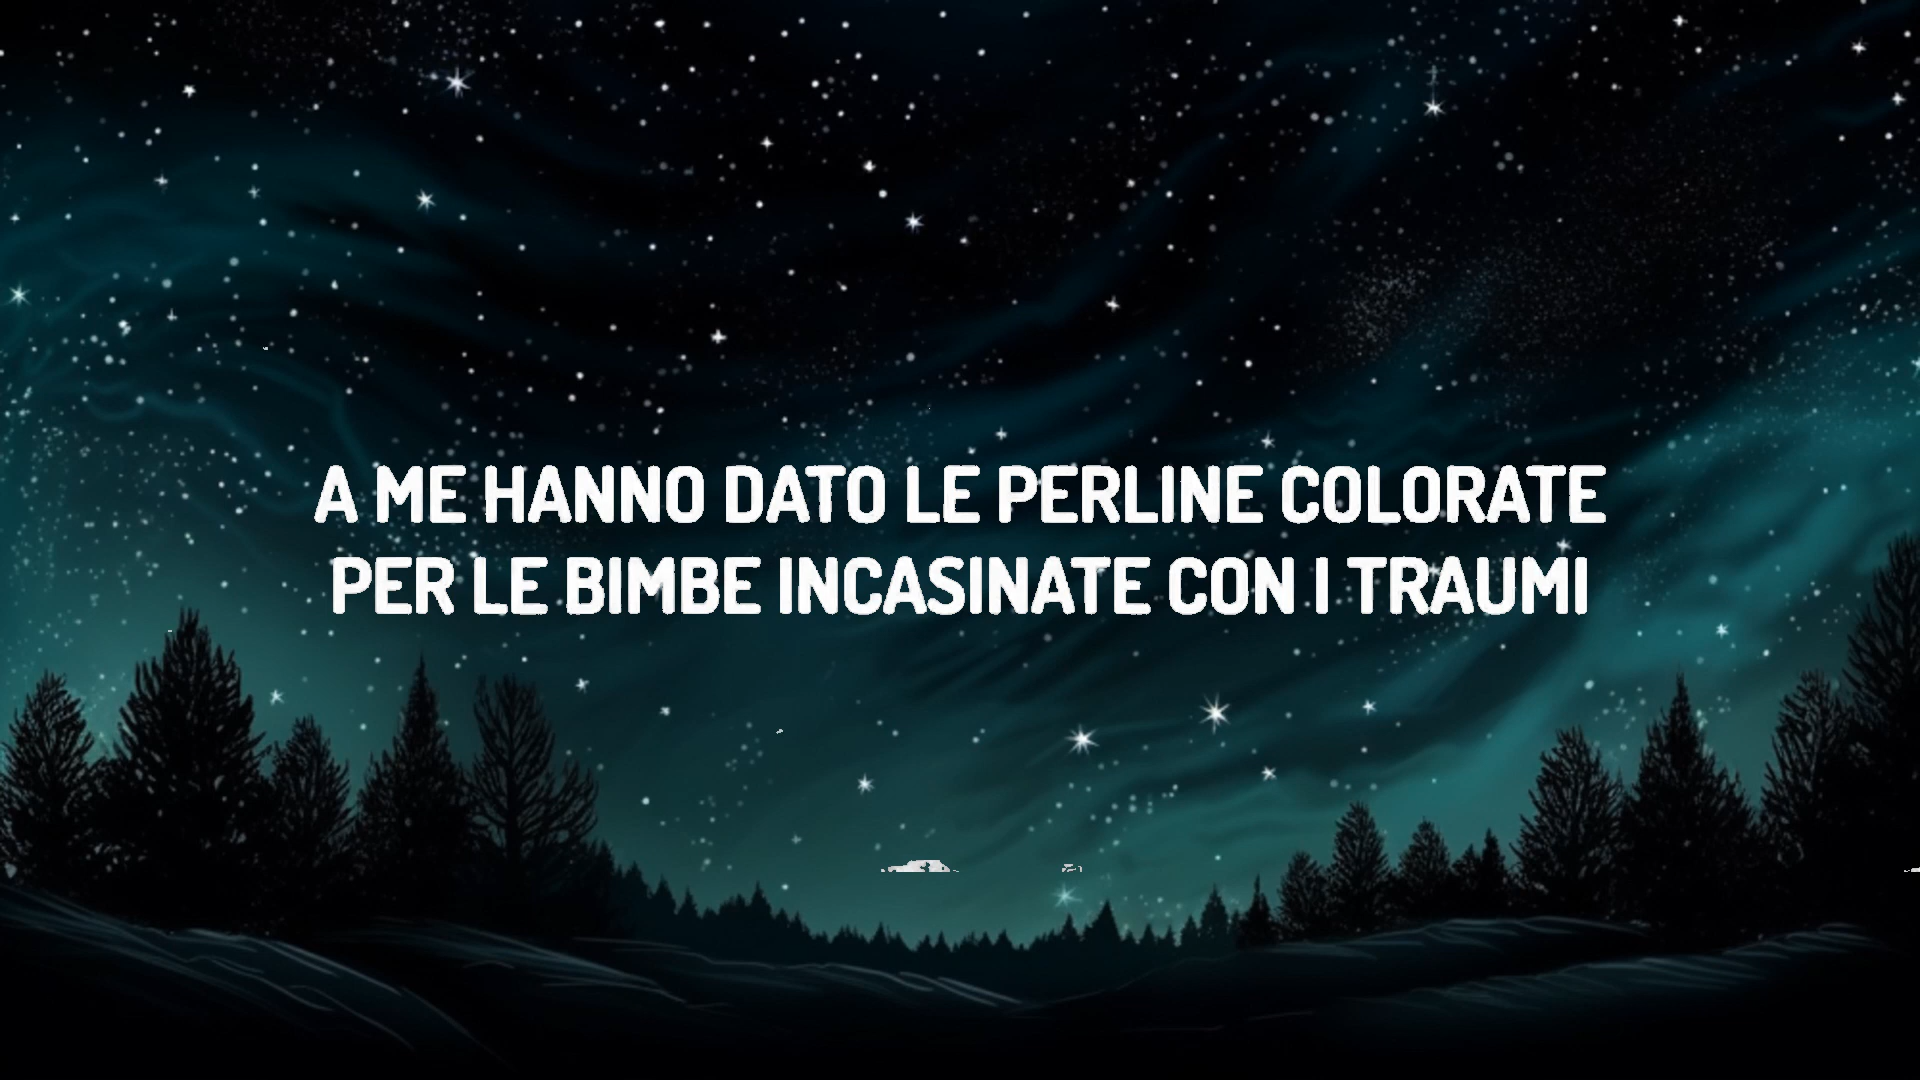 A ME HANNO DATO LE PERLINE COLORATE
PER LE BIMBE INCASINATE CON I TRAUMI